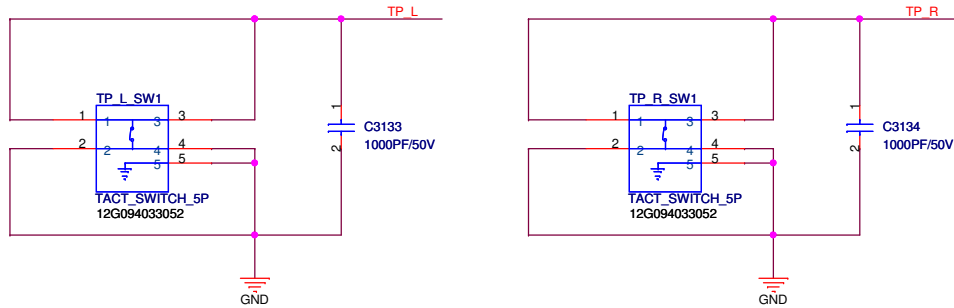 TP_L
TP_R
TP_L_SW1
TP_R_SW1
1 1 3 3
1
1 1 3 3
1
C3133
1000PF/50V
C3134
1000PF/50V
2 2 4 4
2
2 2 4 4
2
5 5
5 5
TACT_SWITCH_5P
12G094033052
TACT_SWITCH_5P
12G094033052
GND
GND